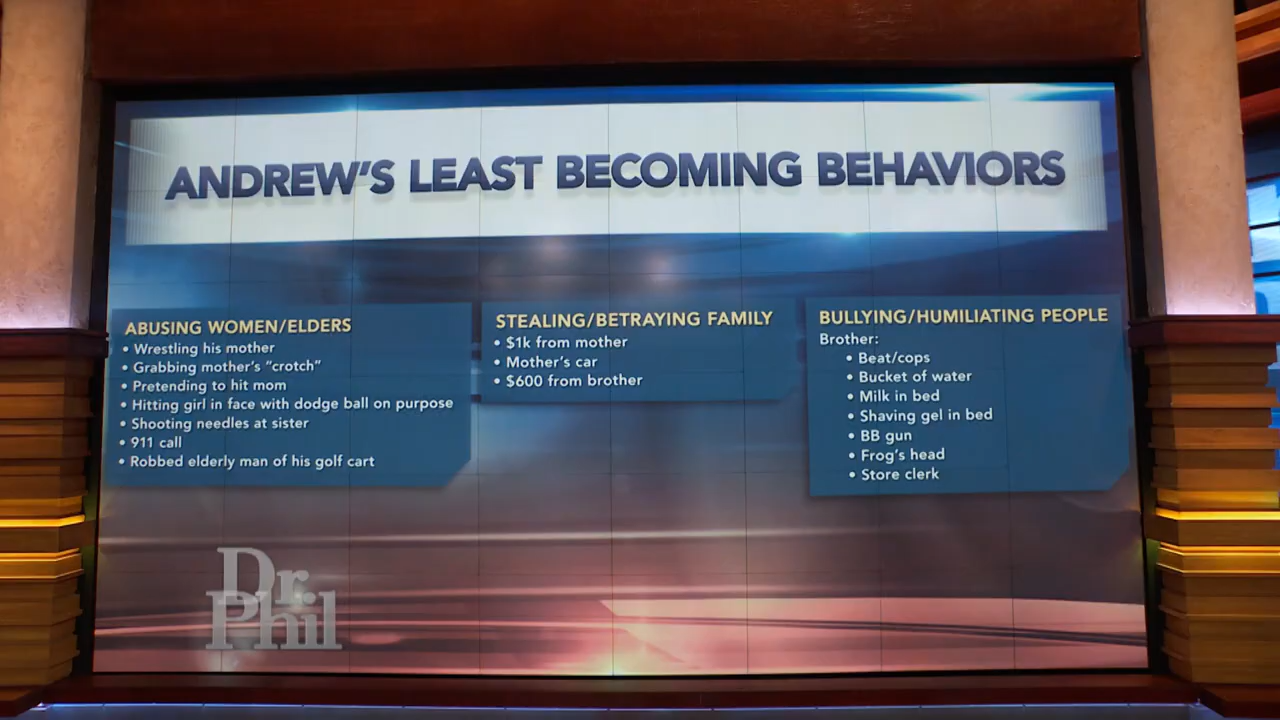 ANDREW'S LEAST BECOMING BEHAVIORS
ABUSING WOMEN/ELDERS
• Wrestling his mother
• Grabbing mother's "crotch"
• Pretending to hit mom
• Hitting girl in face with dodge ball on purpose
• Shooting needles at sister
• 911 call
• Robbed elderly man of his golf cart
STEALING/BETRAYING FAMILY
• $1k from mother
• Mother's car
• $600 from brother
BULLYING/HUMILIATING PEOPLE
Brother:
• Beat/cops
• Bucket of water
• Milk in bed
• Shaving gel in bed
• BB gun
• Frog's head
• Store clerk
Dr.
Phil